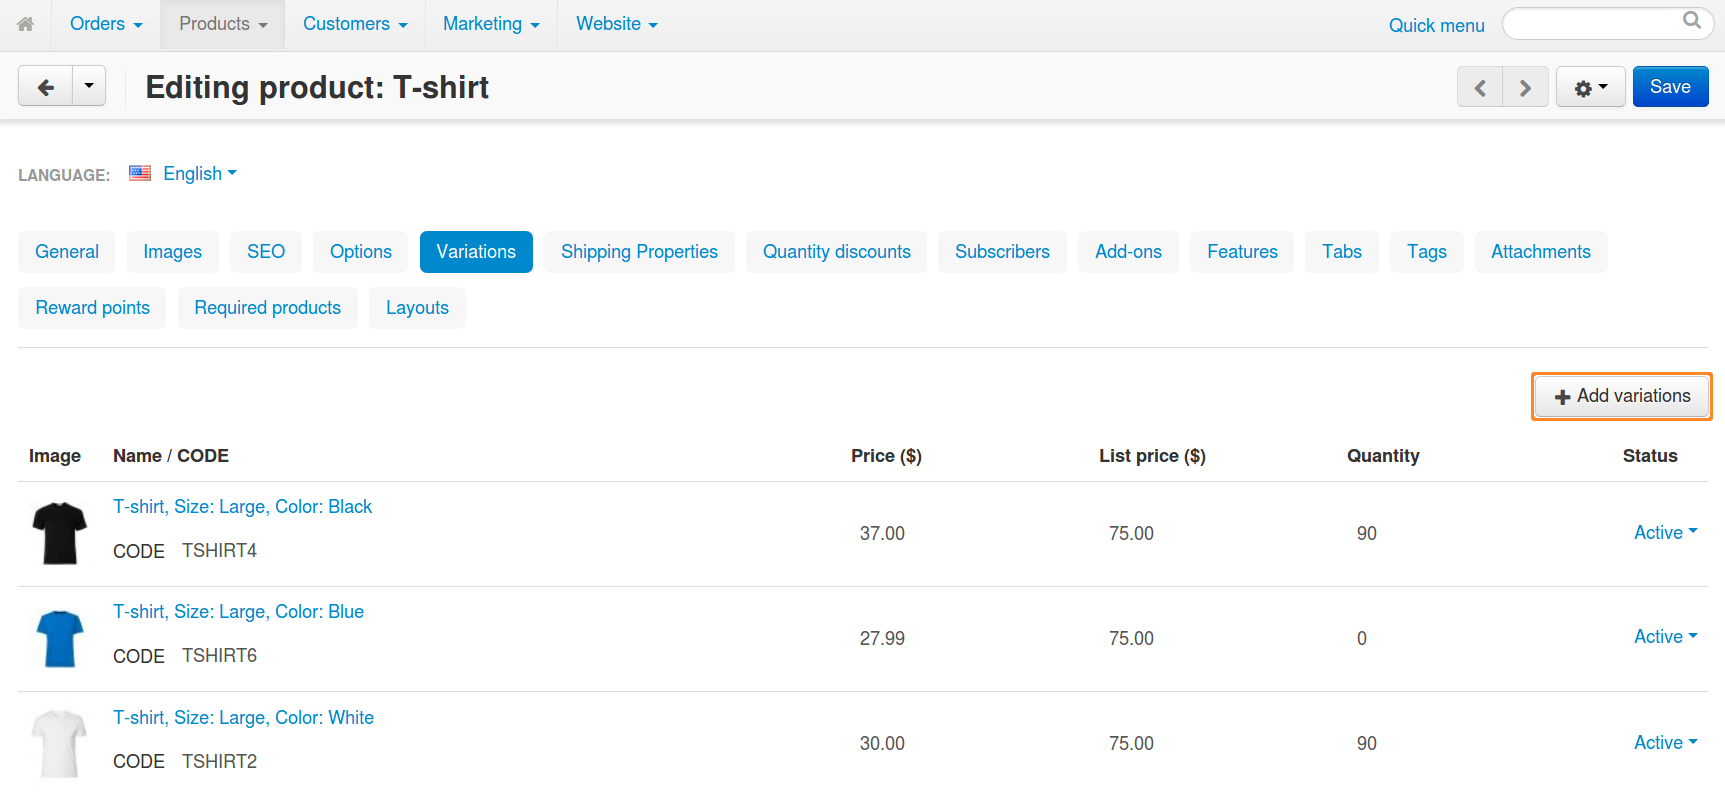 Orders Products Customers Marketing Website Quick menu
Editing product: T-shirt Save
LANGUAGE: English
General Images SEO Options Variations Shipping Properties Quantity discounts Subscribers Add-ons Features Tabs Tags Attachments
Reward points Required products Layouts
Add variations
Image Name / CODE Price ($) List price ($) Quantity Status
T-shirt, Size: Large, Color: Black
37.00 75.00 90 Active
CODE TSHIRT4
T-shirt, Size: Large, Color: Blue
27.99 75.00 0 Active
CODE TSHIRT6
T-shirt, Size: Large, Color: White
30.00 75.00 90 Active
CODE TSHIRT2